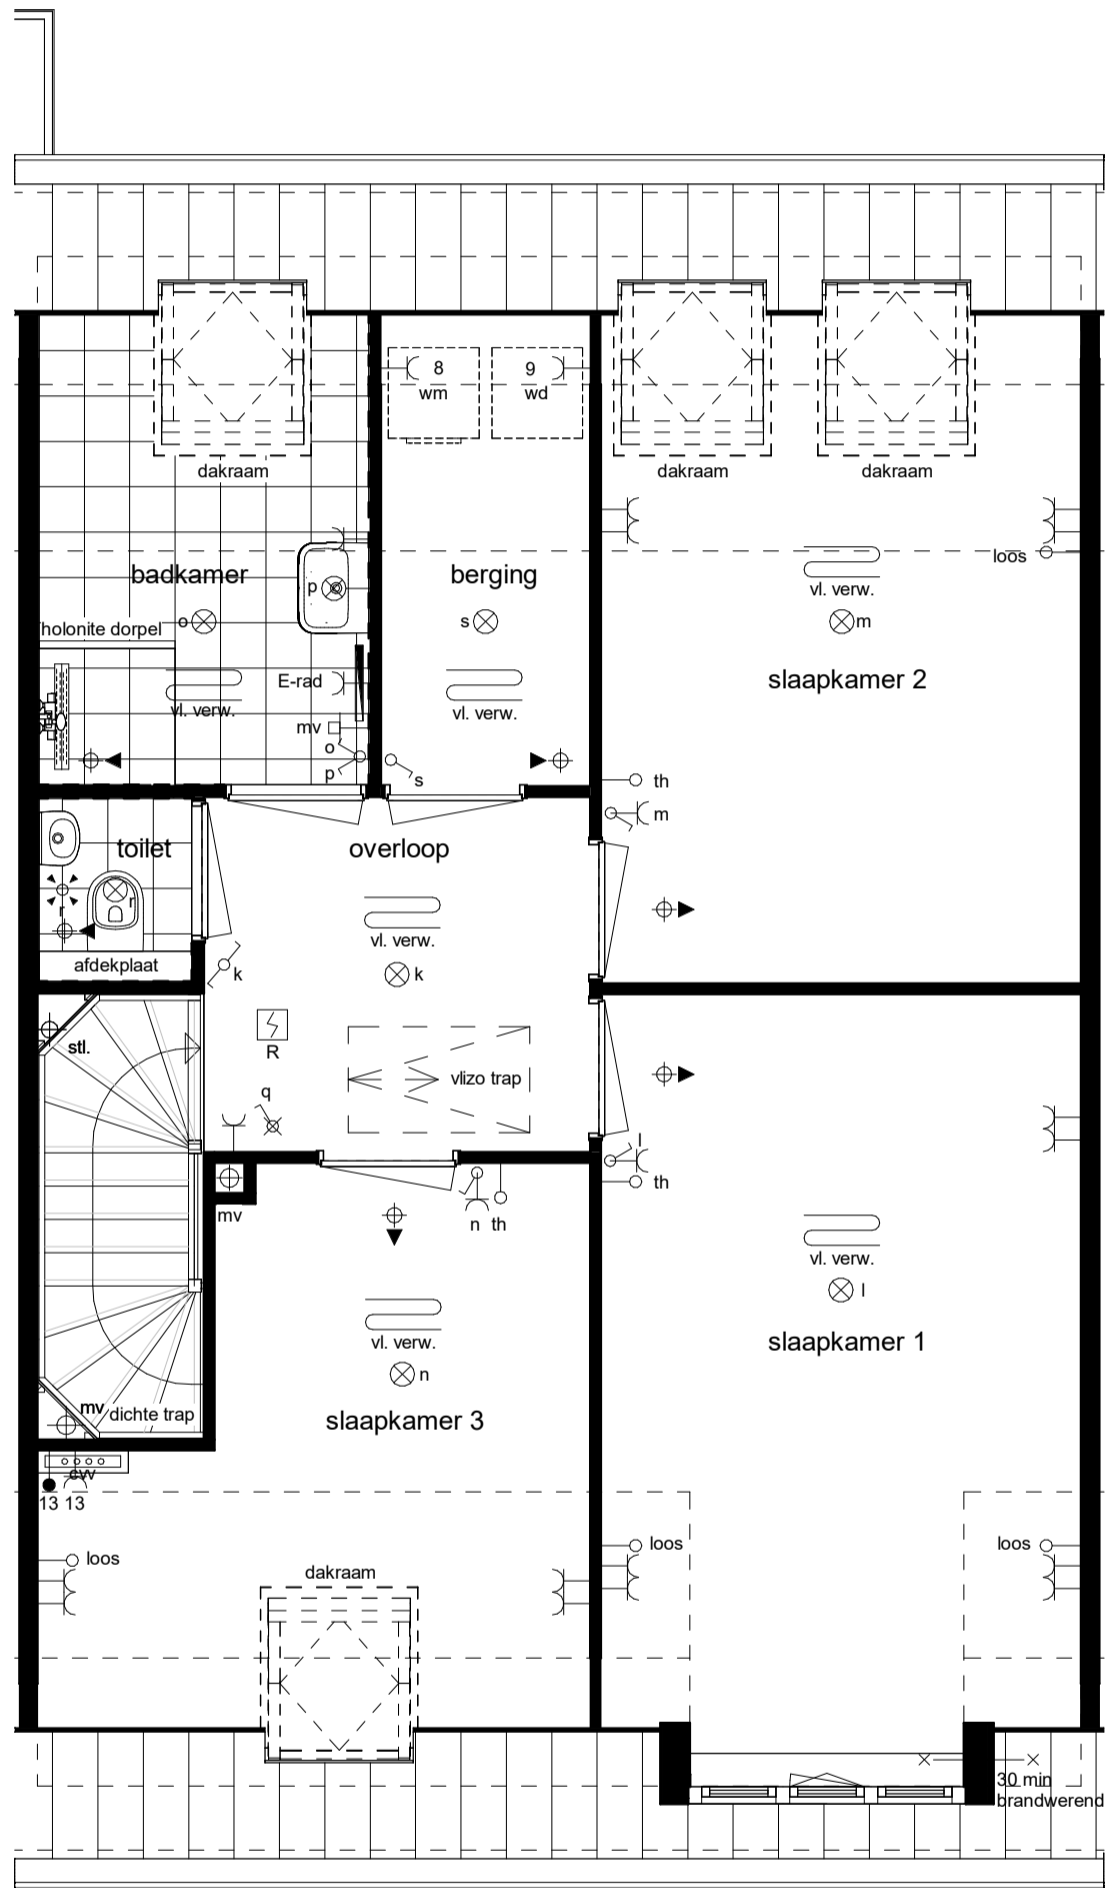 dakraam
8
wm
9
wd
dakraam
dakraam
loos
badkamer
p
berging
vl. verw.
o
s
m
holonite dorpel
slaapkamer 2
E-rad
vl. verw.
vl. verw.
mv
o
p
s
th
m
toilet
overloop
r
r
vl. verw.
afdekplaat
k
k
stl.
R
vlizo trap
q
l
th
mv
n th
vl. verw.
l
vl. verw.
slaapkamer 1
n
mv
dichte trap
slaapkamer 3
cvv
13 13
loos
loos
loos
dakraam
30 min
brandwerend